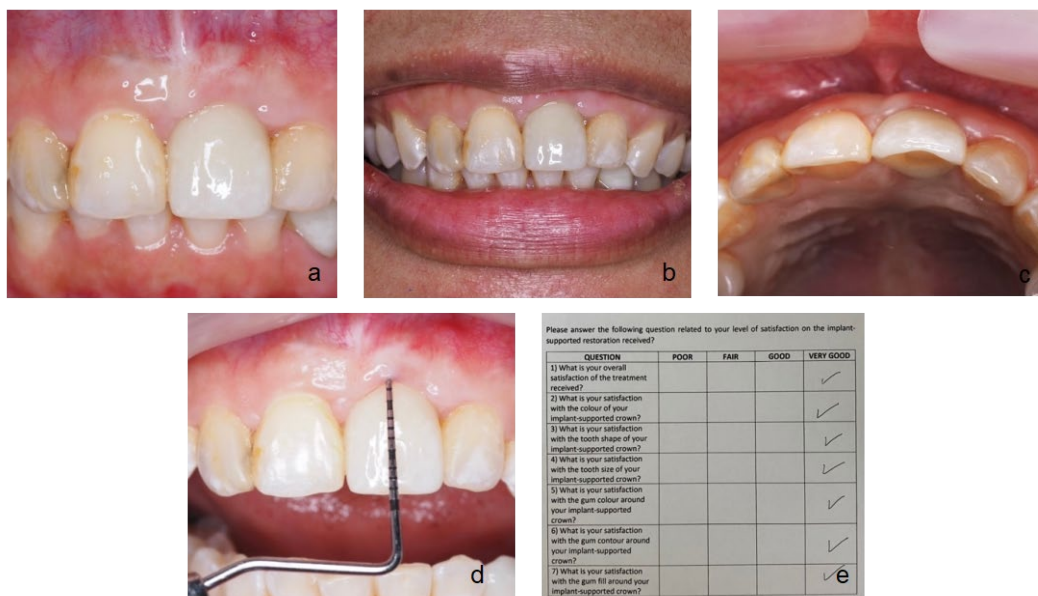 a
b
c
d
Please answer the following question related to your level of satisfaction on the implant-
supported restoration received?
QUESTION POOR FAIR GOOD VERY GOOD
1) What is your overall
satisfaction of the treatment
received?
2) What is your satisfaction
with the colour of your
implant-supported crown?
3) What is your satisfaction
with the tooth shape of your
implant-supported crown?
4) What is your satisfaction
with the tooth size of your
implant-supported crown?
5) What is your satisfaction
with the gum colour around
your implant-supported
crown?
6) What is your satisfaction
with the gum contour around
your implant-supported
crown?
7) What is your satisfaction
with the gum fill around your
implant-supported crown?
e